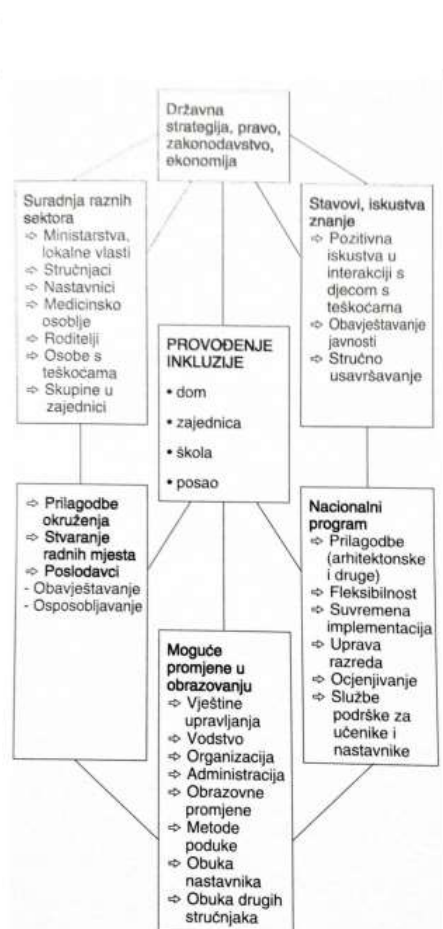 Državna
strategija, pravo,
zakonodavstvo,
ekonomija
Suradnja raznih
sektora
⇨ Ministarstva,
lokalne vlasti
⇨ Stručnjaci
⇨ Nastavnici
⇨ Medicinsko
osoblje
⇨ Roditelji
⇨ Osobe s
teškoćama
⇨ Skupine u
zajednici
PROVOĐENJE
INKLUZIJE
• dom
• zajednica
• škola
• posao
Stavovi, iskustva
znanje
⇨ Pozitivna
iskustva u
interakciji s
djecom s
teškoćama
⇨ Obavještavanje
javnosti
⇨ Stručno
usavršavanje
⇨ Prilagodbe
okruženja
⇨ Stvaranje
radnih mjesta
⇨ Poslodavci
- Obavještavanje
- Osposobljavanje
Moguće
promjene u
obrazovanju
⇨ Vještine
upravljanja
⇨ Vodstvo
⇨ Organizacija
⇨ Administracija
⇨ Obrazovne
promjene
⇨ Metode
poduke
⇨ Obuka
nastavnika
⇨ Obuka drugih
stručnjaka
Nacionalni
program
⇨ Prilagodbe
(arhitektonske
i druge)
⇨ Fleksibilnost
⇨ Suvremena
implementacija
⇨ Uprava
razreda
⇨ Ocjenjivanje
⇨ Službe
podrške za
učenike i
nastavnike